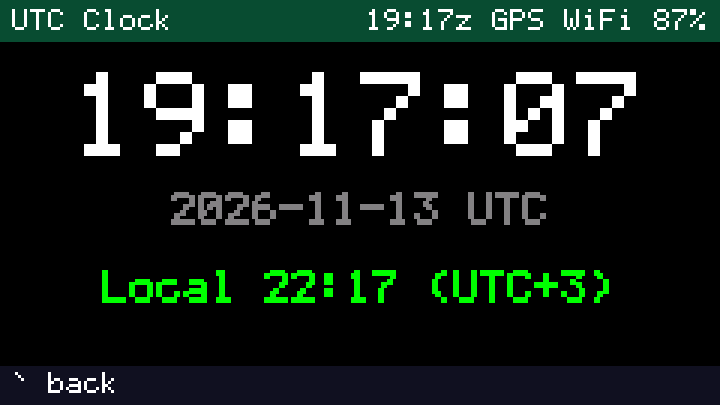 UTC Clock 19:17z GPS WiFi 87%
19:17:07
2026-11-13 UTC
Local 22:17 (UTC+3)
` back